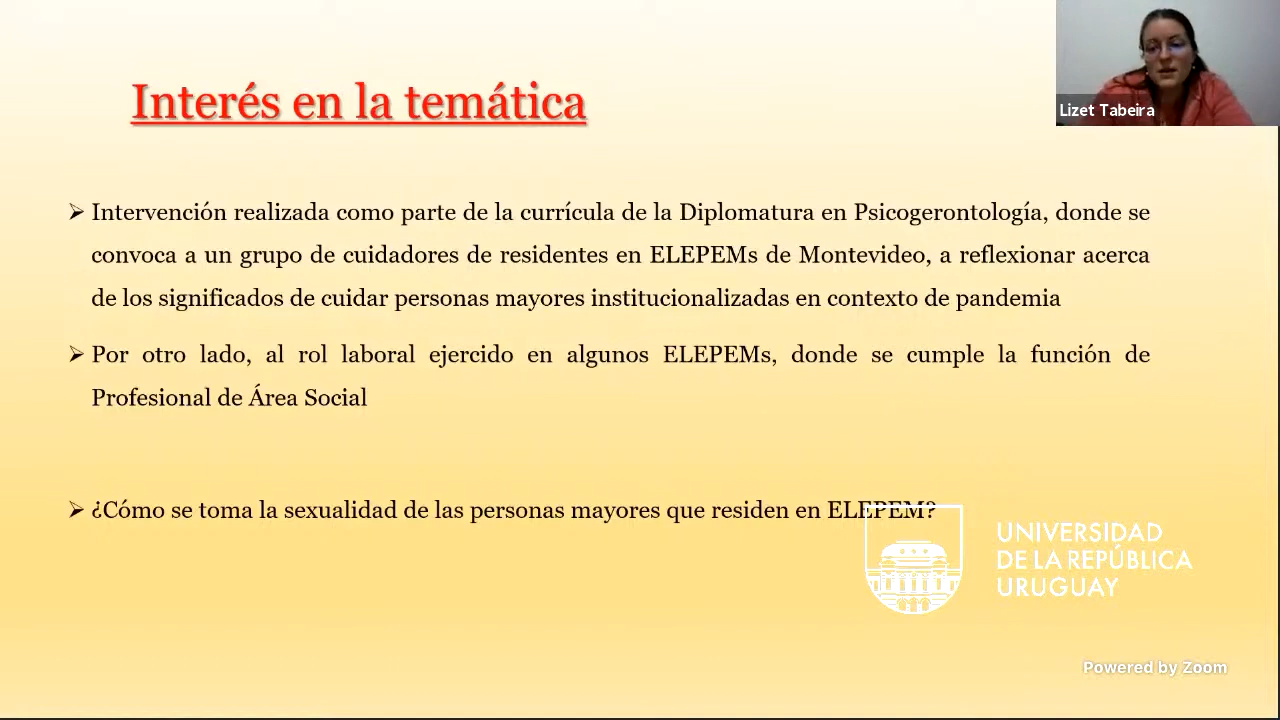 Interés en la temática
Lizet Tabeira
➢ Intervención realizada como parte de la currícula de la Diplomatura en Psicogerontología, donde se
convoca a un grupo de cuidadores de residentes en ELEPEMs de Montevideo, a reflexionar acerca
de los significados de cuidar personas mayores institucionalizadas en contexto de pandemia
➢ Por otro lado, al rol laboral ejercido en algunos ELEPEMs, donde se cumple la función de
Profesional de Área Social
➢ ¿Cómo se toma la sexualidad de las personas mayores que residen en ELEPEM?
UNIVERSIDAD
DE LA REPÚBLICA
URUGUAY
Powered by Zoom